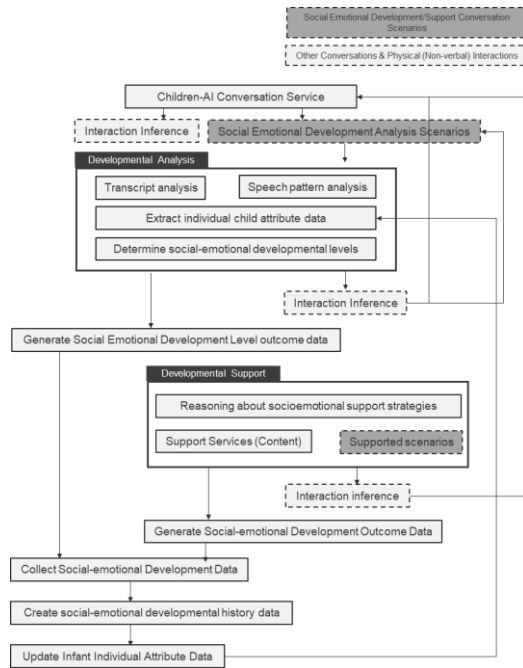 Social Emotional Development/Support Conversation
Scenarios
Other Conversations & Physical (Non-verbal) Interactions
Children-AI Conversation Service
Interaction Inference
Social Emotional Development Analysis Scenarios
Developmental Analysis
Transcript analysis
Speech pattern analysis
Extract individual child attribute data
Determine social-emotional developmental levels
Interaction Inference
Generate Social Emotional Development Level outcome data
Developmental Support
Reasoning about socioemotional support strategies
Support Services (Content)
Supported scenarios
Interaction inference
Generate Social-emotional Development Outcome Data
Collect Social-emotional Development Data
Create social-emotional developmental history data
Update Infant Individual Attribute Data